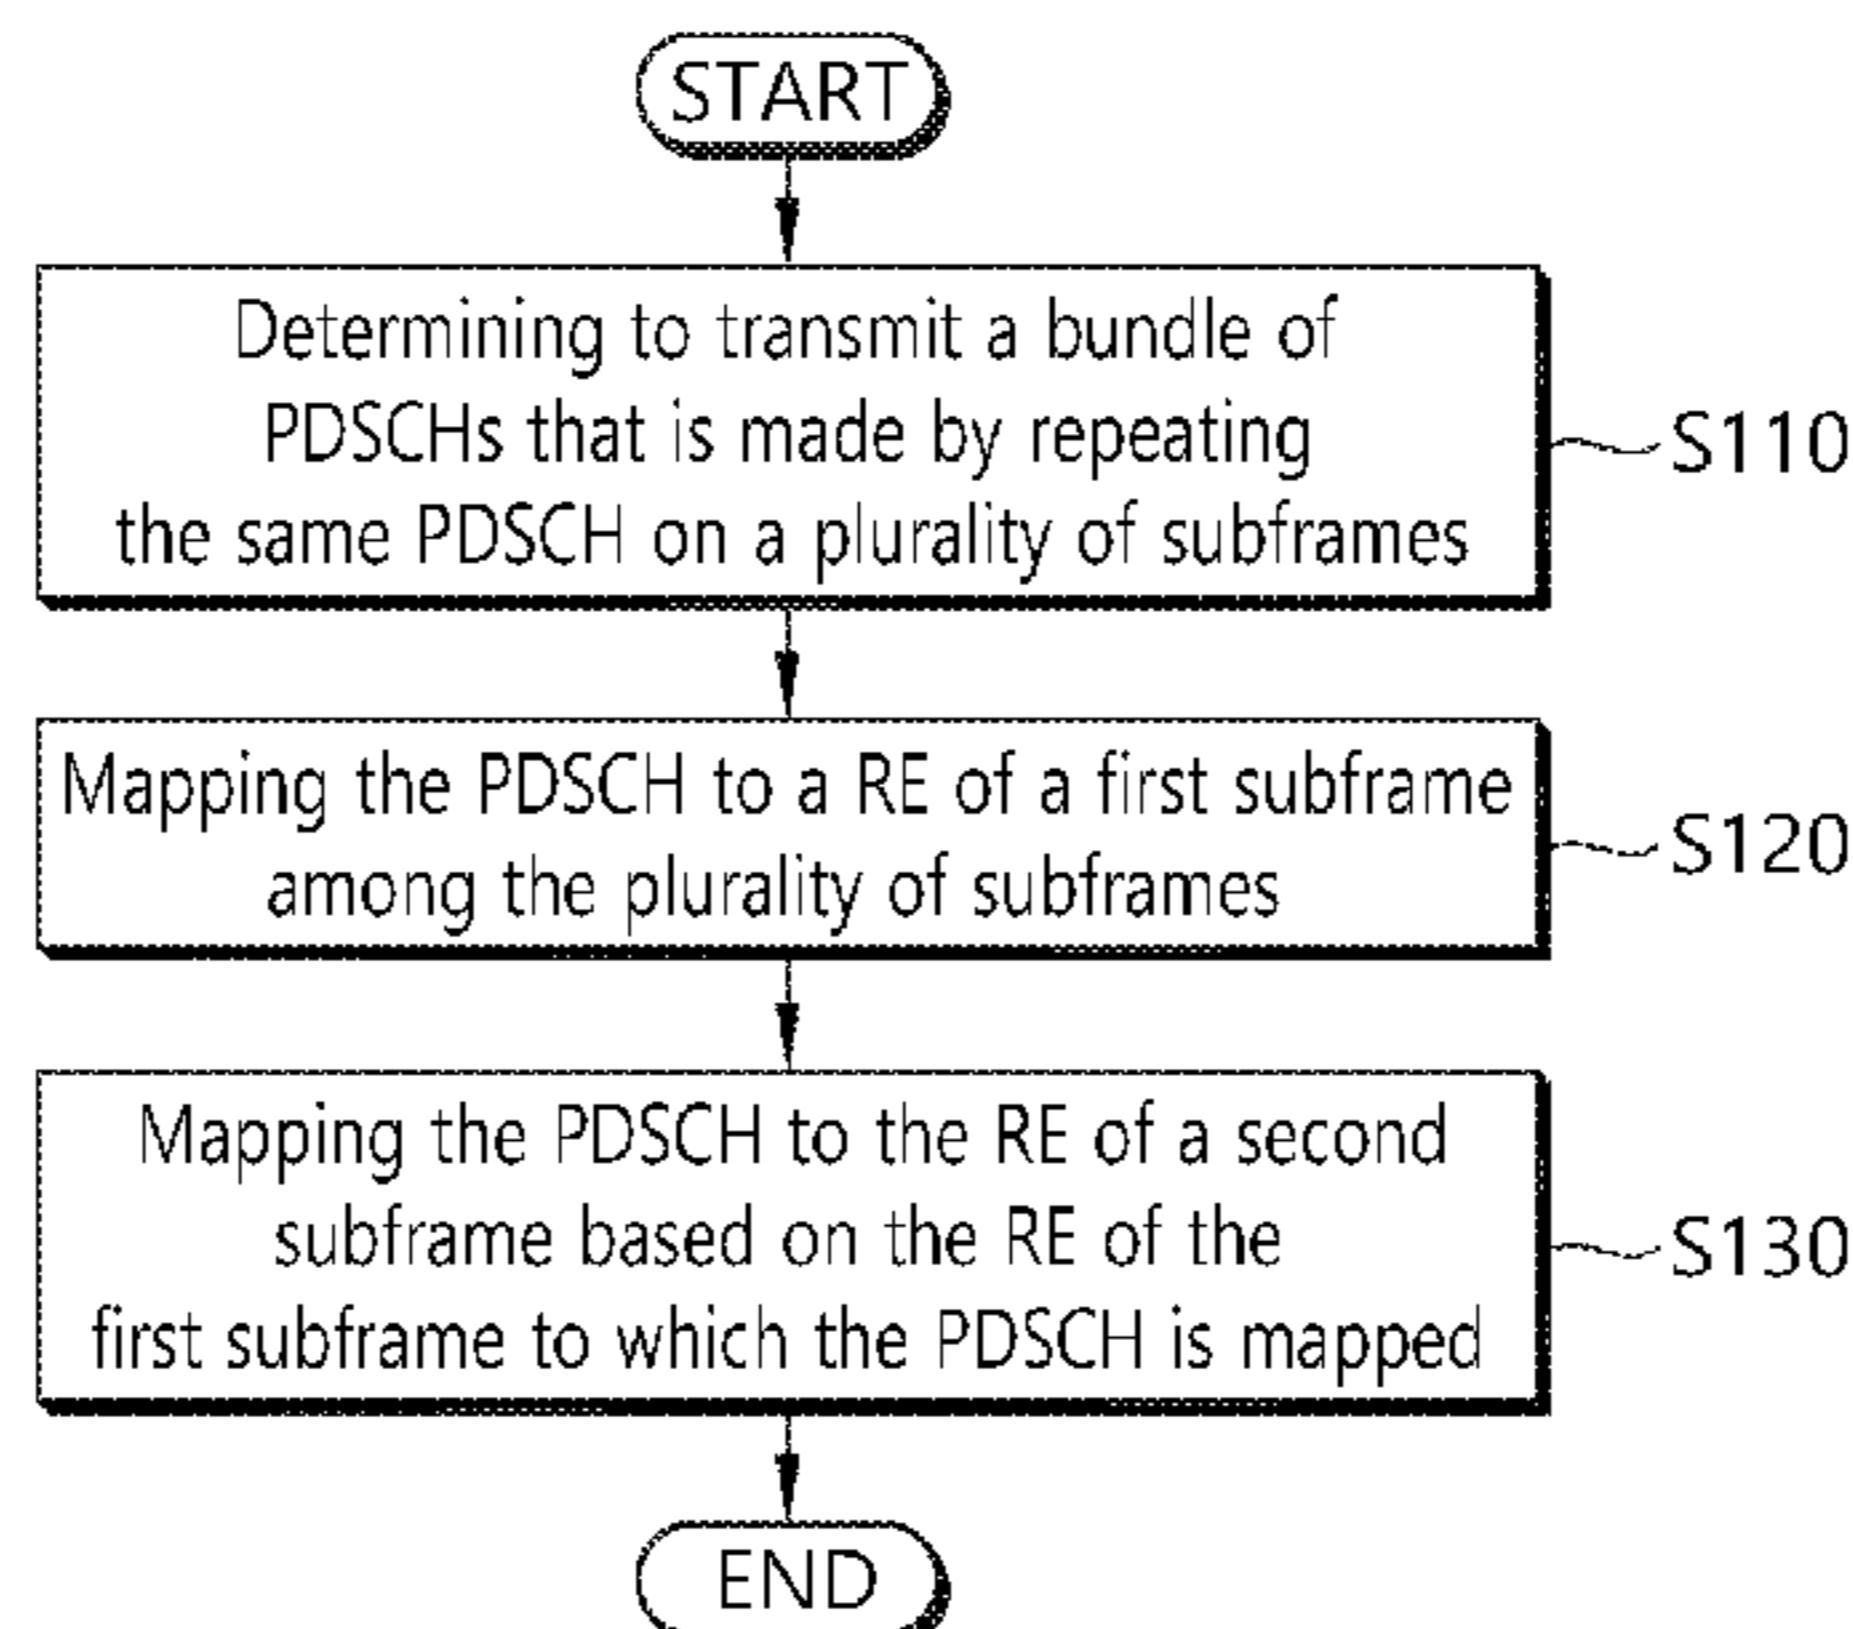 START
Determining to transmit a bundle of
PDSCHs that is made by repeating
the same PDSCH on a plurality of subframes
S110
Mapping the PDSCH to a RE of a first subframe
among the plurality of subframes
S120
Mapping the PDSCH to the RE of a second
subframe based on the RE of the
first subframe to which the PDSCH is mapped
S130
END